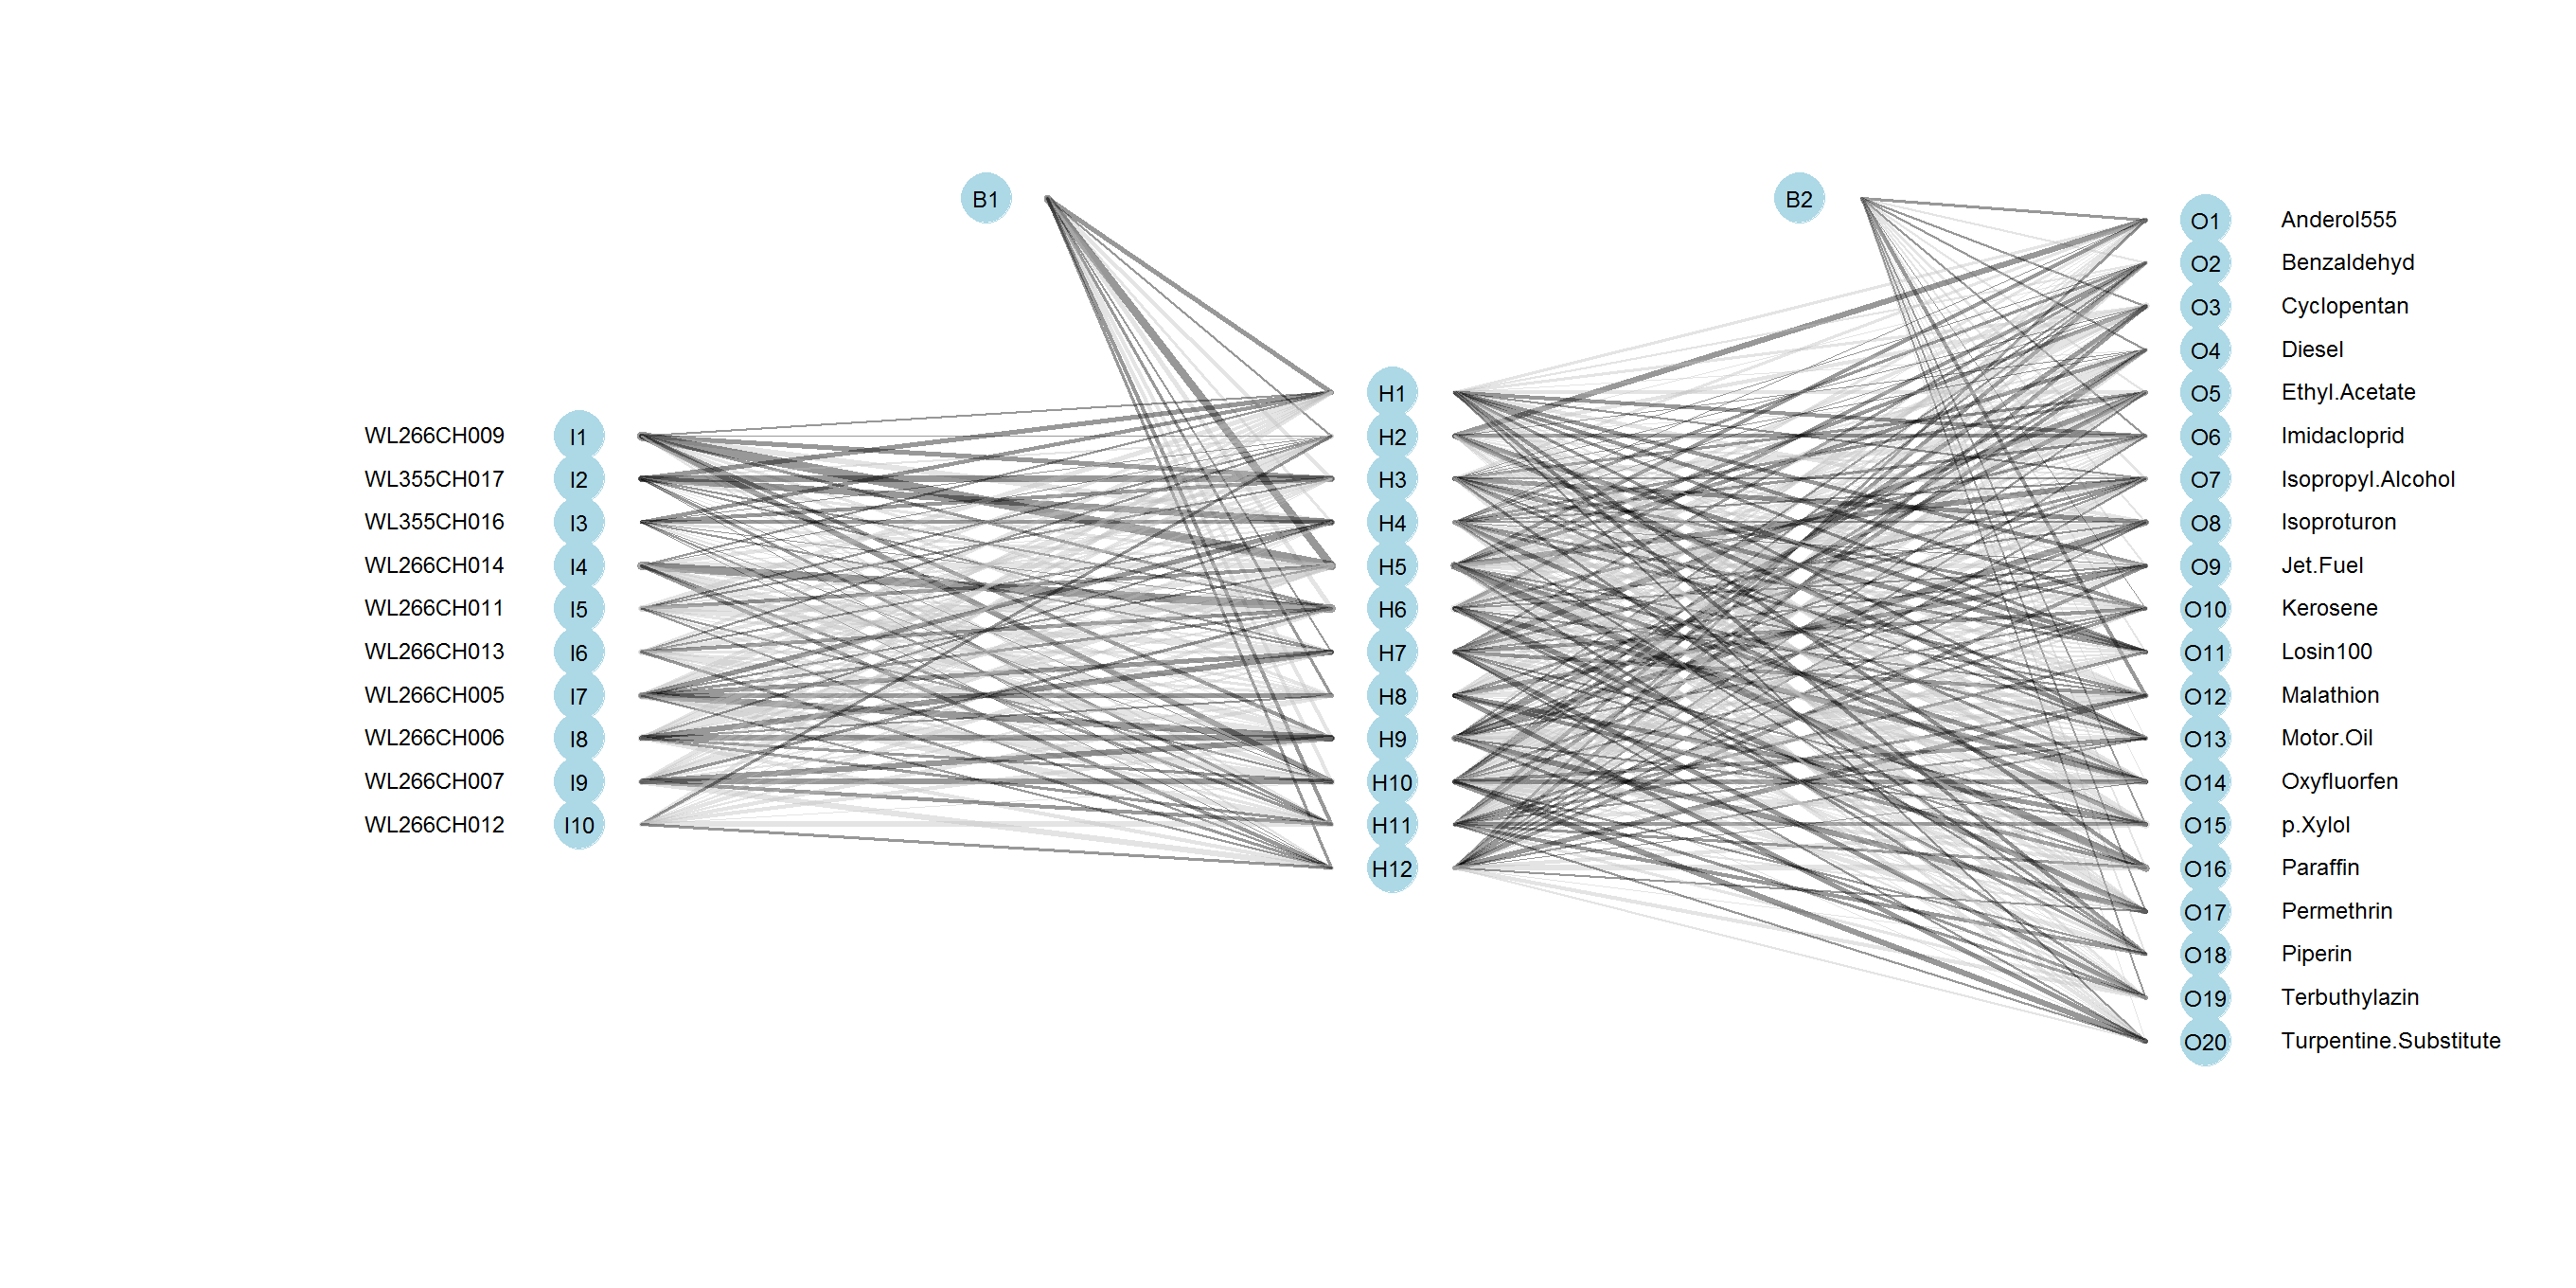 B1
B2
O1 Anderol555
O2 Benzaldehyd
O3 Cyclopentan
O4 Diesel
H1
O5 Ethyl.Acetate
WL266CH009 I1
H2
O6 Imidacloprid
WL355CH017 I2
H3
O7 Isopropyl.Alcohol
WL355CH016 I3
H4
O8 Isoproturon
WL266CH014 I4
H5
O9 Jet.Fuel
WL266CH011 I5
H6
O10 Kerosene
WL266CH013 I6
H7
O11 Losin100
WL266CH005 I7
H8
O12 Malathion
WL266CH006 I8
H9
O13 Motor.Oil
WL266CH007 I9
H10
O14 Oxyfluorfen
WL266CH012 I10
H11
O15 p.Xylol
H12
O16 Paraffin
O17 Permethrin
O18 Piperin
O19 Terbuthylazin
O20 Turpentine.Substitute